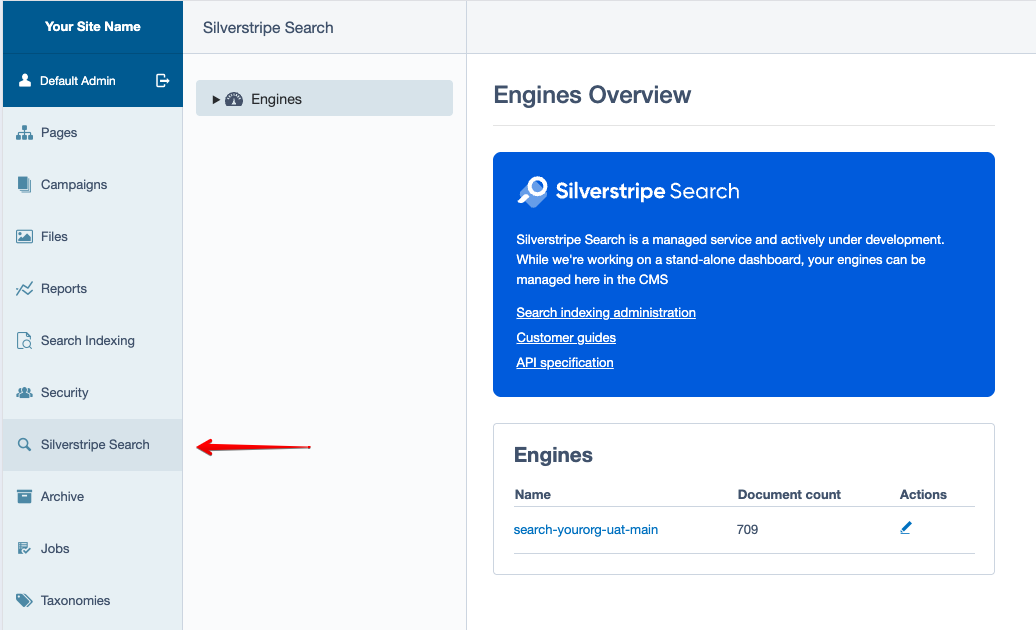 Your Site Name
Default Admin
Pages
Campaigns
Files
Reports
Search Indexing
Security
Silverstripe Search
Archive
Jobs
Taxonomies
Silverstripe Search
Engines
Engines Overview
Silverstripe Search
Silverstripe Search is a managed service and actively under development.
While we're working on a stand-alone dashboard, your engines can be
managed here in the CMS
Search indexing administration
Customer guides
API specification
Engines
Name Document count Actions
search-yourorg-uat-main 709